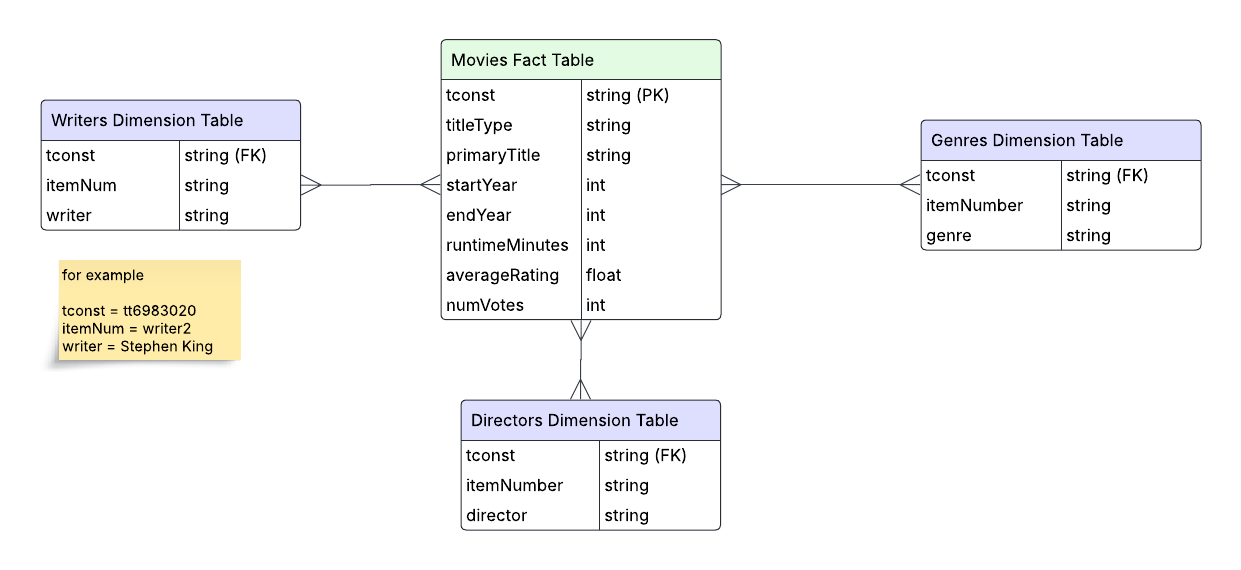 Movies Fact Table
tconst string (PK)
titleType string
primaryTitle string
startYear int
endYear int
runtimeMinutes int
averageRating float
numVotes int
Writers Dimension Table
tconst string (FK)
itemNum string
writer string
for example
tconst = tt6983020
itemNum = writer2
writer = Stephen King
Genres Dimension Table
tconst string (FK)
itemNumber string
genre string
Directors Dimension Table
tconst string (FK)
itemNumber string
director string